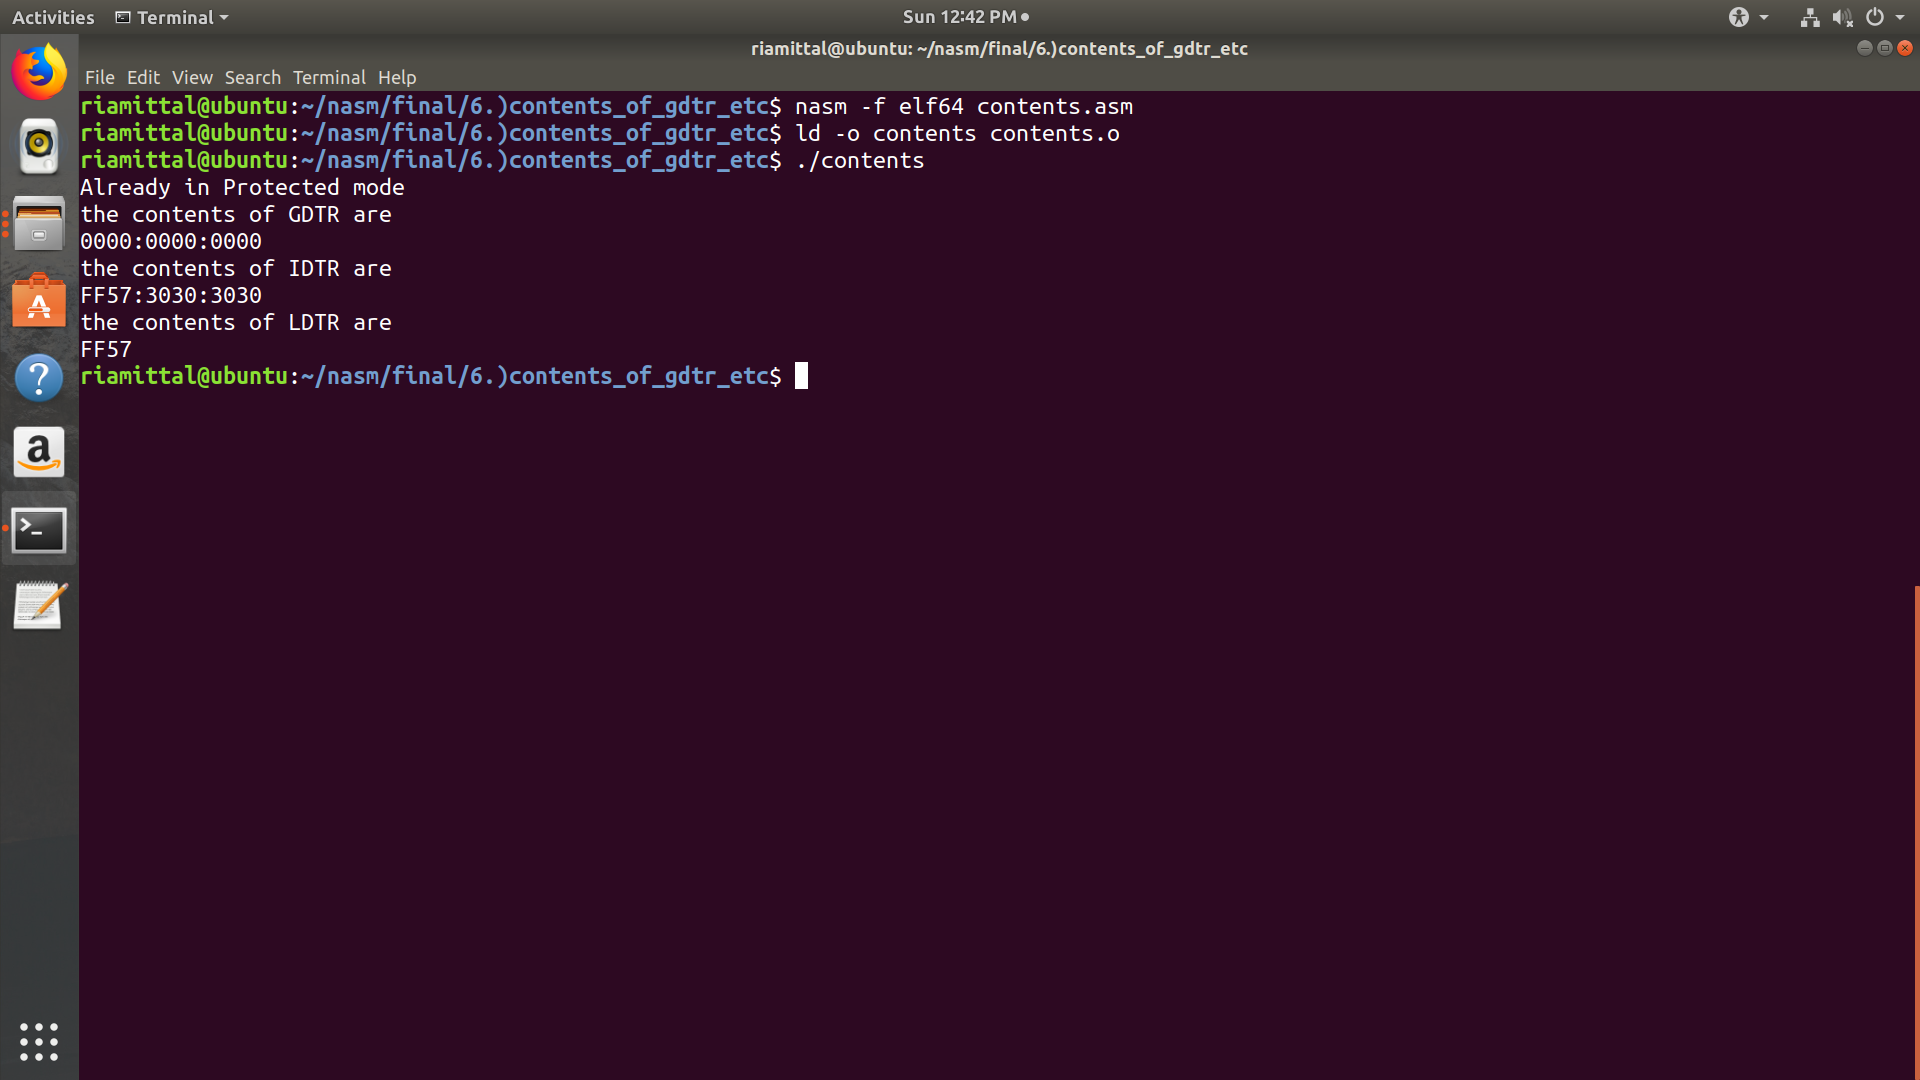 Activities Terminal Sun 12:42 PM
riamittal@ubuntu: ~/nasm/final/6.)contents_of_gdtr_etc
File Edit View Search Terminal Help
riamittal@ubuntu:~/nasm/final/6.)contents_of_gdtr_etc$ nasm -f elf64 contents.asm
riamittal@ubuntu:~/nasm/final/6.)contents_of_gdtr_etc$ ld -o contents contents.o
riamittal@ubuntu:~/nasm/final/6.)contents_of_gdtr_etc$ ./contents
Already in Protected mode
the contents of GDTR are
0000:0000:0000
the contents of IDTR are
FF57:3030:3030
the contents of LDTR are
FF57
riamittal@ubuntu:~/nasm/final/6.)contents_of_gdtr_etc$